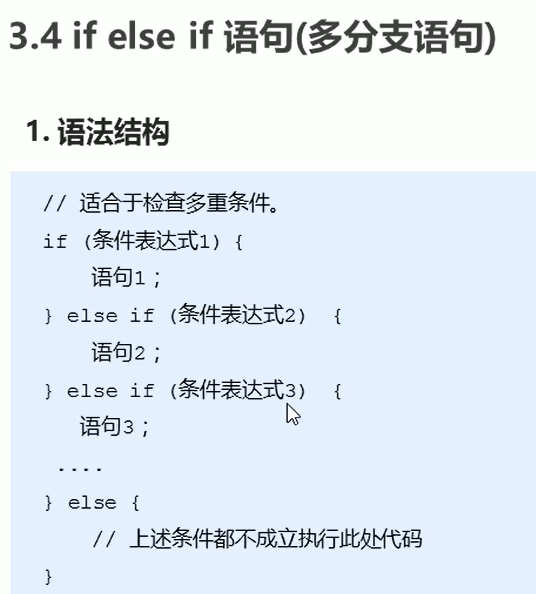 3.4 if else if 语句(多分支语句)
1. 语法结构
// 适合于检查多重条件。
if (条件表达式1) {
语句1；
} else if (条件表达式2)  {
语句2；
} else if (条件表达式3)  {
语句3；
....
} else {
// 上述条件都不成立执行此处代码
}